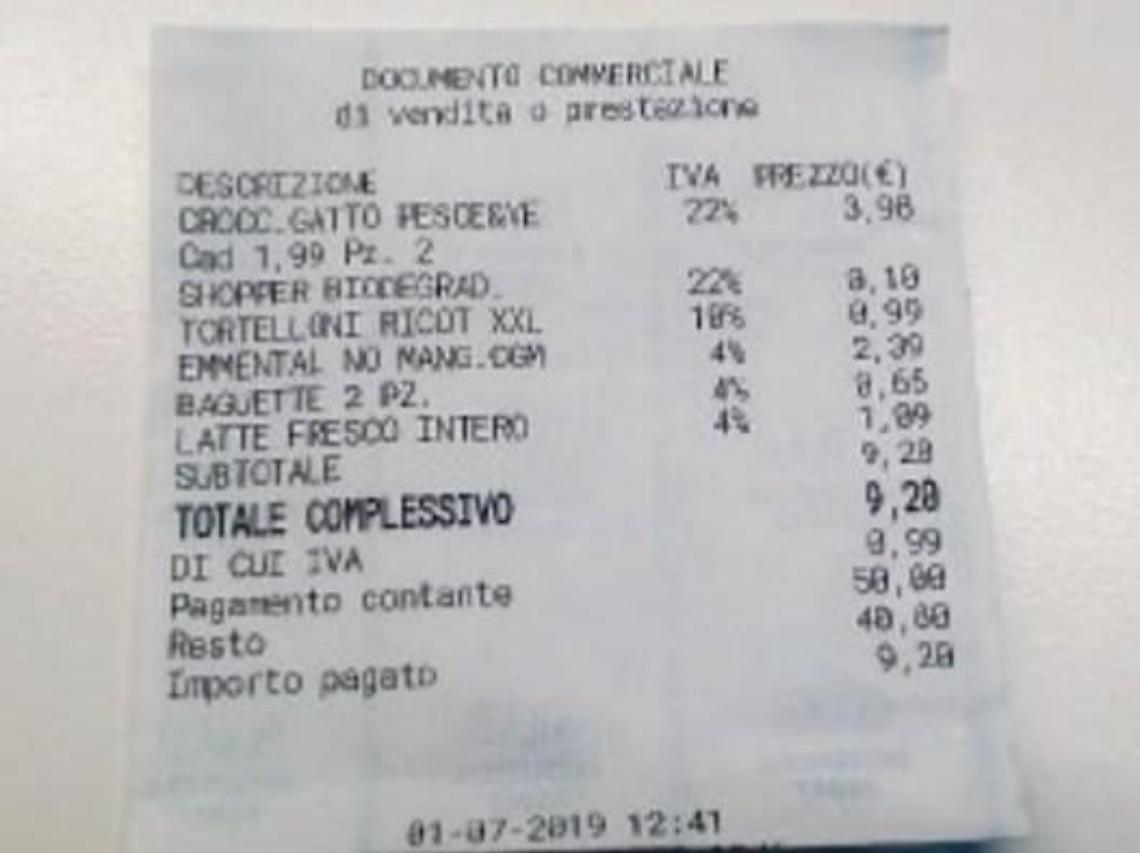 DOCUMENTO COMMERCIALE
di vendita o prestazione
DESCRIZIONE IVA PREZZO(€)
CROCC.GATTO PESCE&VE 22% 3,98
Cad 1,99 Pz. 2
SHOPPER BIODEGRAD. 22% 0,10
TORTELLONI RICOT XXL 10% 0,99
EMMENTAL NO MANG.OGM 4% 2,39
BAGUETTE 2 PZ. 4% 0,65
LATTE FRESCO INTERO 4% 1,09
SUBTOTALE 9,20
TOTALE COMPLESSIVO 9,20
DI CUI IVA 0,99
Pagamento contante 50,00
Resto 40,80
Importo pagato 9,20
01-07-2019 12:41